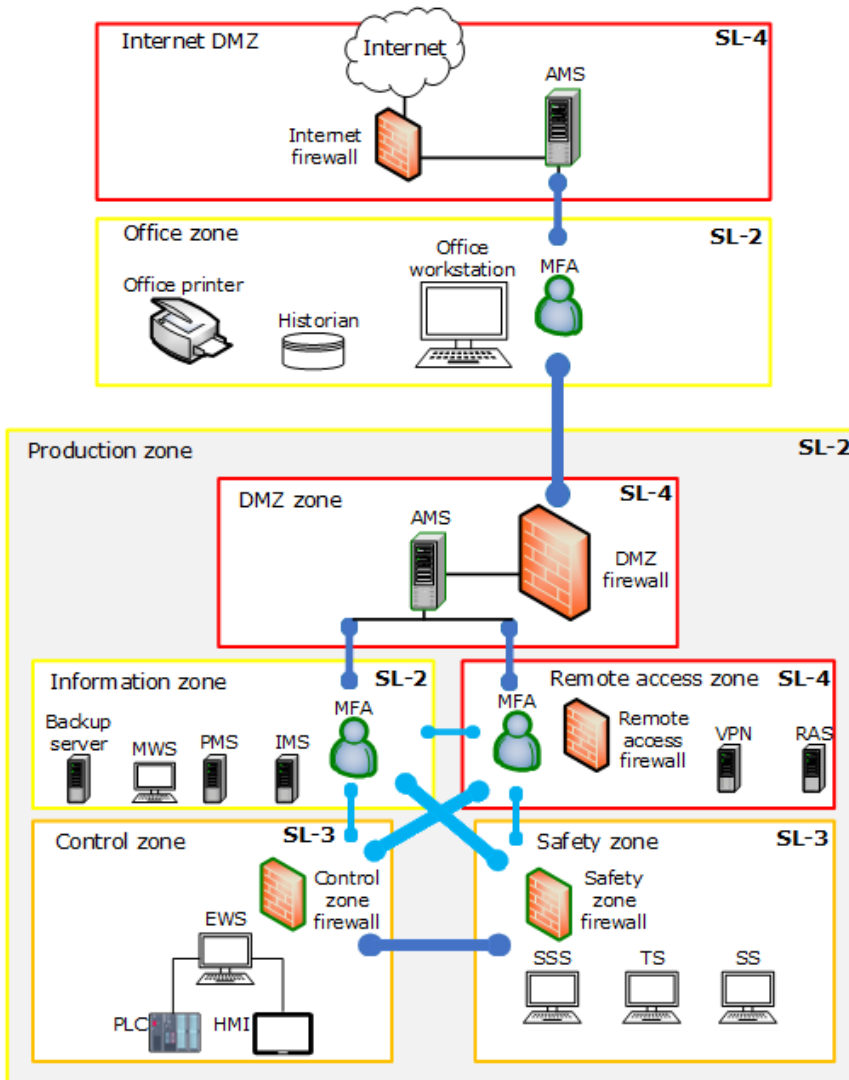 Internet DMZ
SL-4
Internet
AMS
Internet
firewall
Office zone
SL-2
Office
workstation
MFA
Office printer
Historian
Production zone
SL-2
DMZ zone
SL-4
AMS
DMZ
firewall
Information zone
SL-2
Remote access zone
SL-4
Backup
server
MWS
PMS
IMS
MFA
MFA
Remote
access
firewall
VPN
RAS
Control zone
SL-3
Safety zone
SL-3
Control
zone
firewall
Safety
zone
firewall
EWS
PLC
HMI
SSS
TS
SS